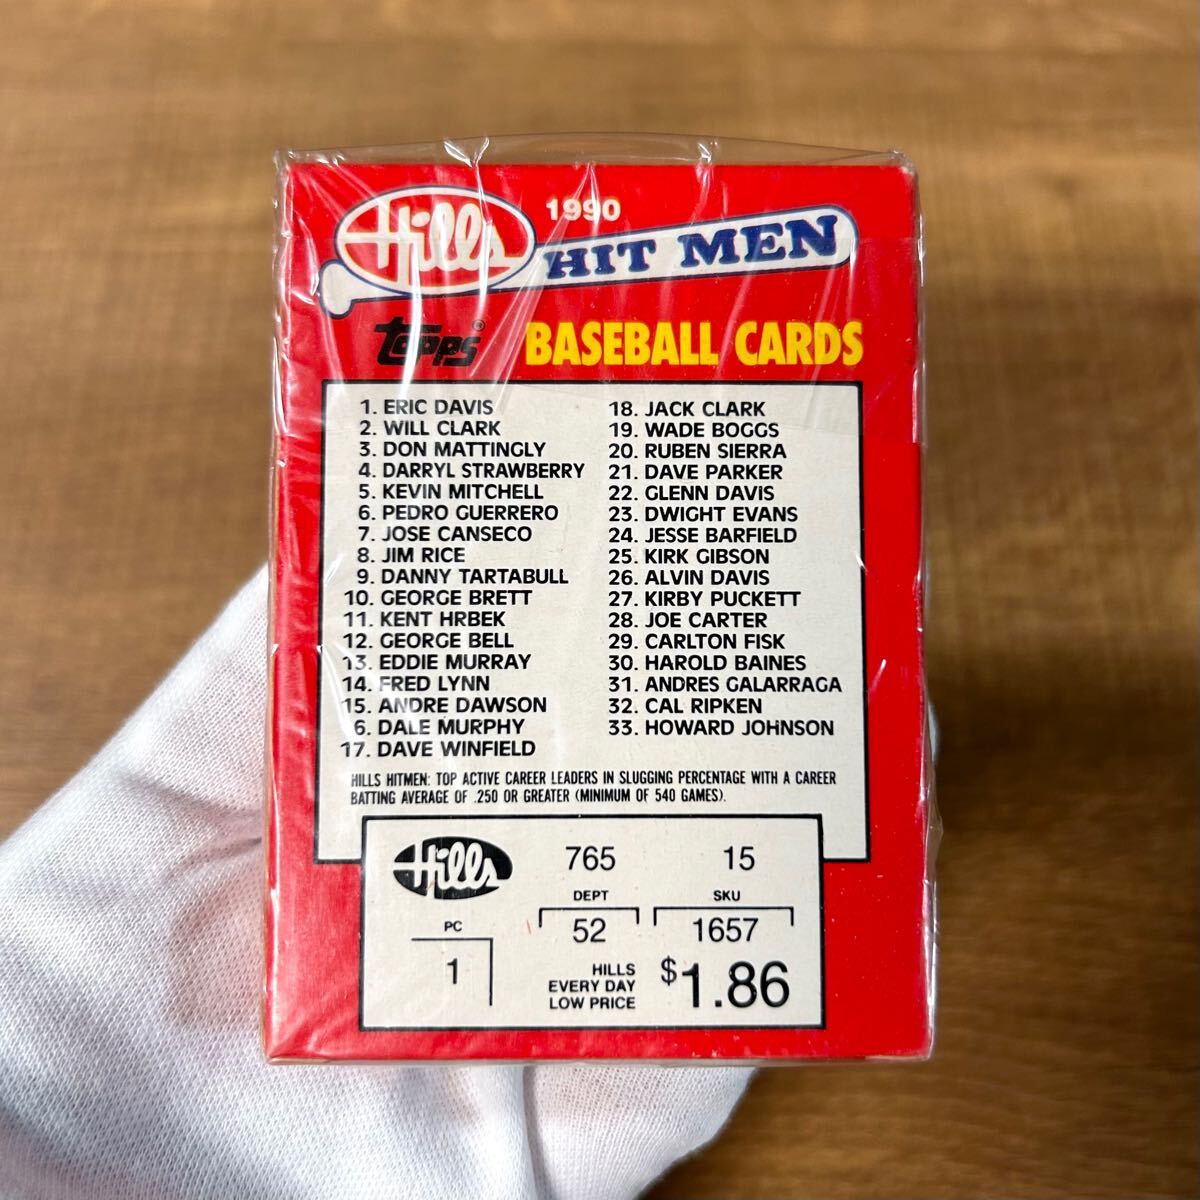 Hills
1990
HIT MEN
Topps®
BASEBALL CARDS
1. ERIC DAVIS
2. WILL CLARK
3. DON MATTINGLY
4. DARRYL STRAWBERRY
5. KEVIN MITCHELL
6. PEDRO GUERRERO
7. JOSE CANSECO
8. JIM RICE
9. DANNY TARTABULL
10. GEORGE BRETT
11. KENT HRBEK
12. GEORGE BELL
13. EDDIE MURRAY
14. FRED LYNN
15. ANDRE DAWSON
6. DALE MURPHY
17. DAVE WINFIELD
18. JACK CLARK
19. WADE BOGGS
20. RUBEN SIERRA
21. DAVE PARKER
22. GLENN DAVIS
23. DWIGHT EVANS
24. JESSE BARFIELD
25. KIRK GIBSON
26. ALVIN DAVIS
27. KIRBY PUCKETT
28. JOE CARTER
29. CARLTON FISK
30. HAROLD BAINES
31. ANDRES GALARRAGA
32. CAL RIPKEN
33. HOWARD JOHNSON
HILLS HITMEN: TOP ACTIVE CAREER LEADERS IN SLUGGING PERCENTAGE WITH A CAREER
BATTING AVERAGE OF .250 OR GREATER (MINIMUM OF 540 GAMES).
Hills
765 15
DEPT SKU
PC 52 1657
1
HILLS
EVERY DAY
LOW PRICE
$1.86